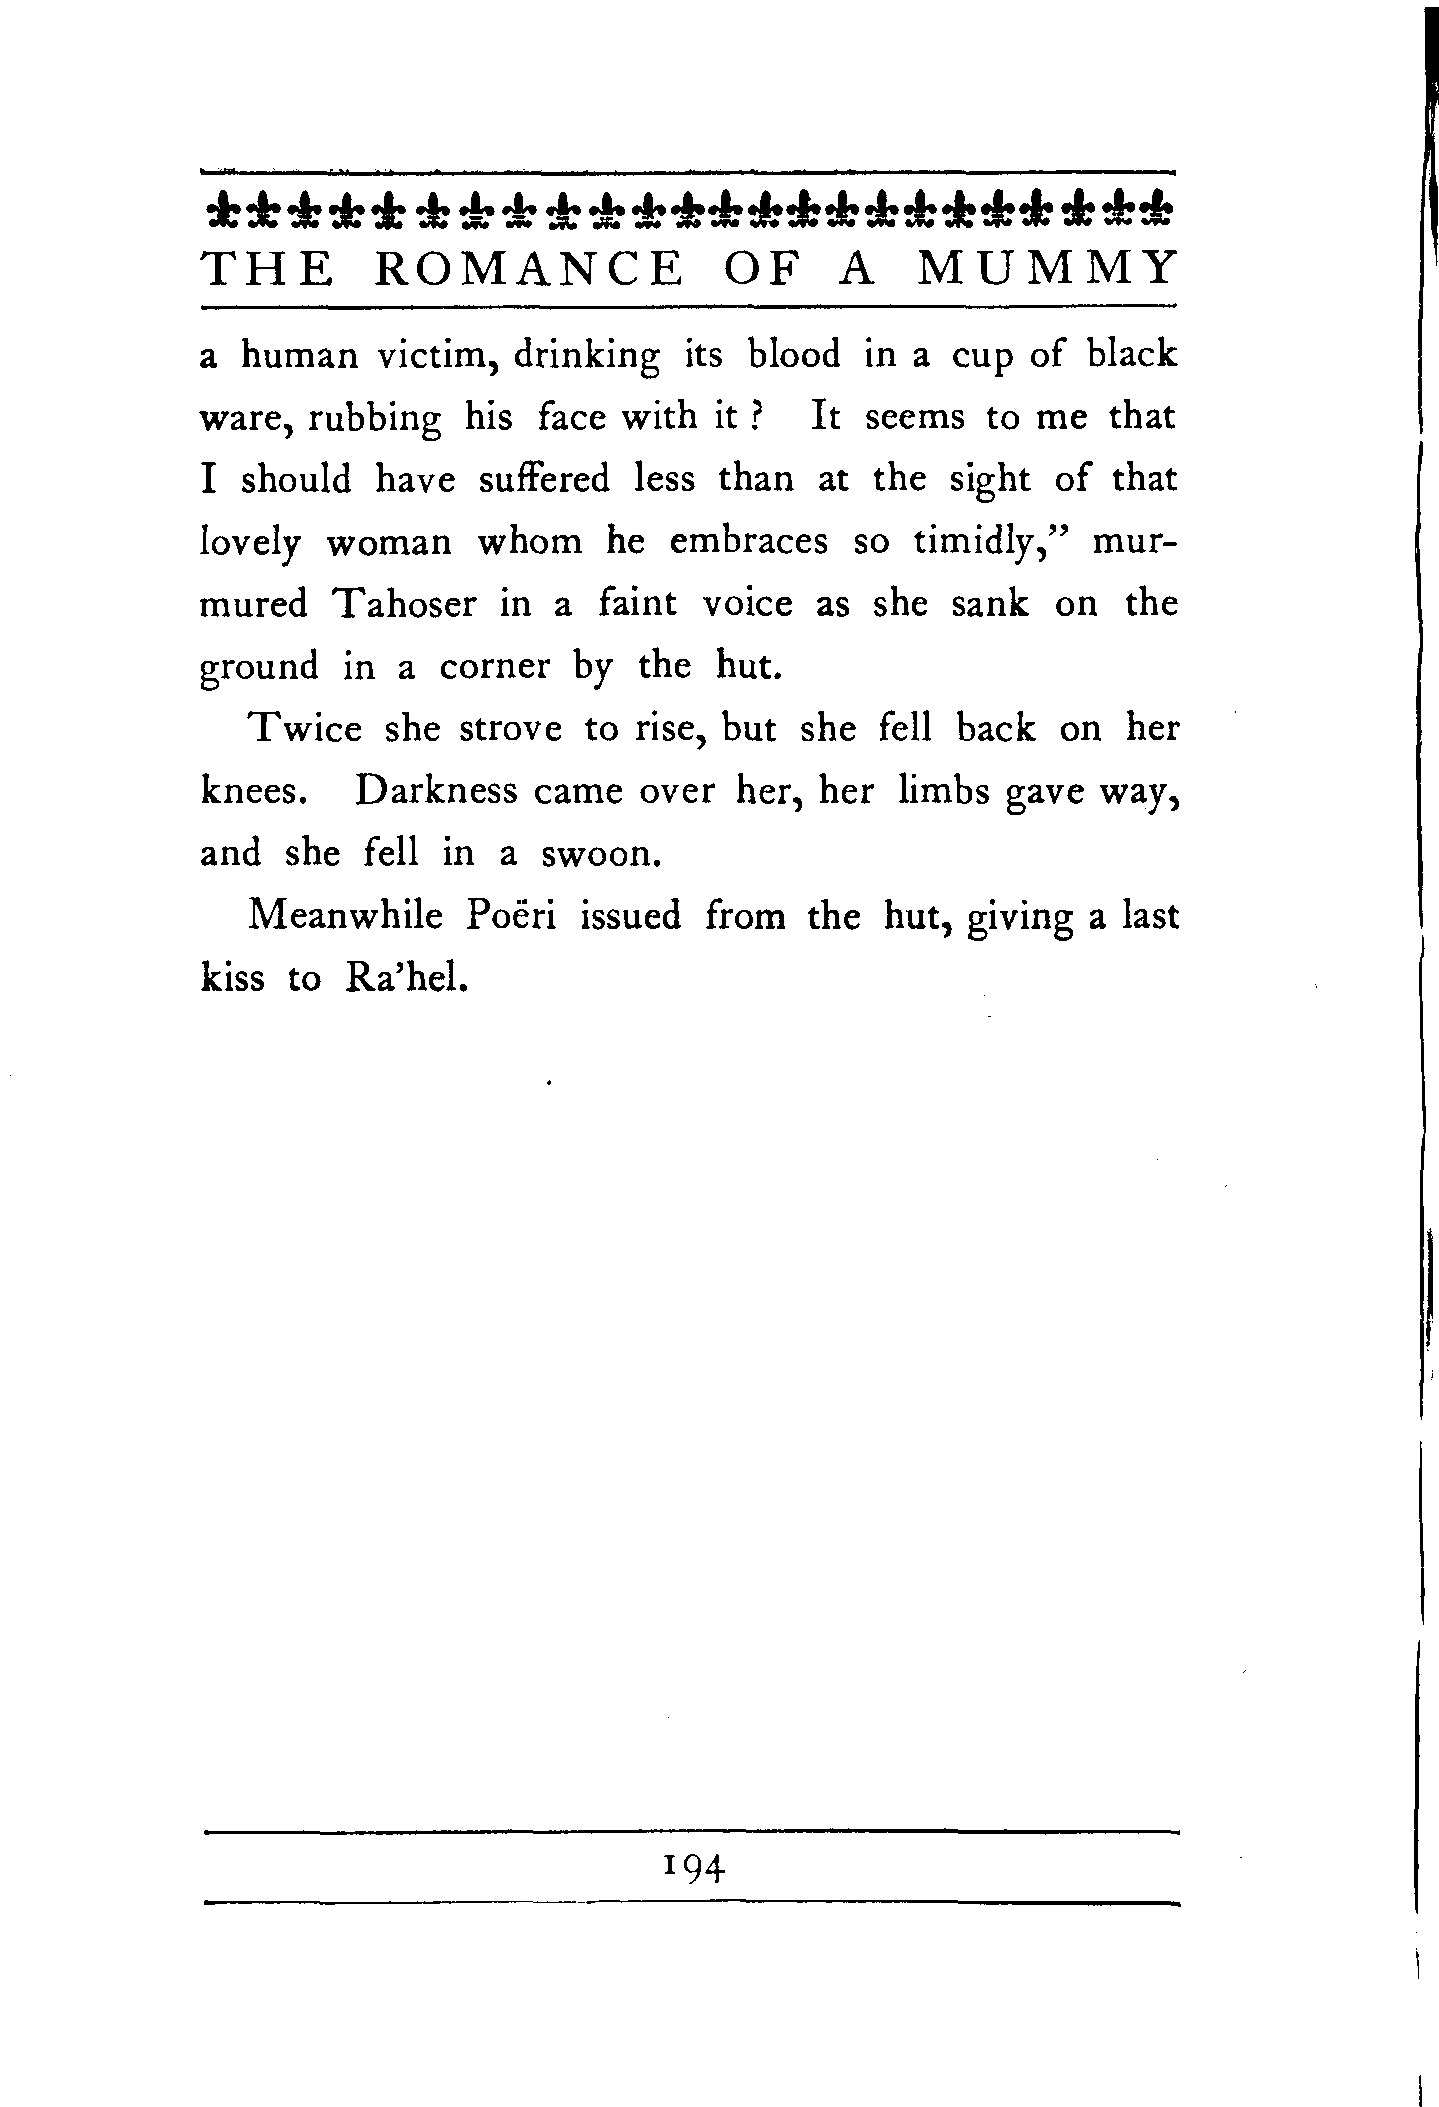 THE ROMANCE OF A MUMMY
a human victim, drinking its blood in a cup of black
ware, rubbing his face with it ? It seems to me that
I should have suffered less than at the sight of that
lovely woman whom he embraces so timidly,” mur-
mured Tahoser in a faint voice as she sank on the
ground in a corner by the hut.
Twice she strove to rise, but she fell back on her
knees. Darkness came over her, her limbs gave way,
and she fell in a swoon.
Meanwhile Poëri issued from the hut, giving a last
kiss to Ra’hel.
194